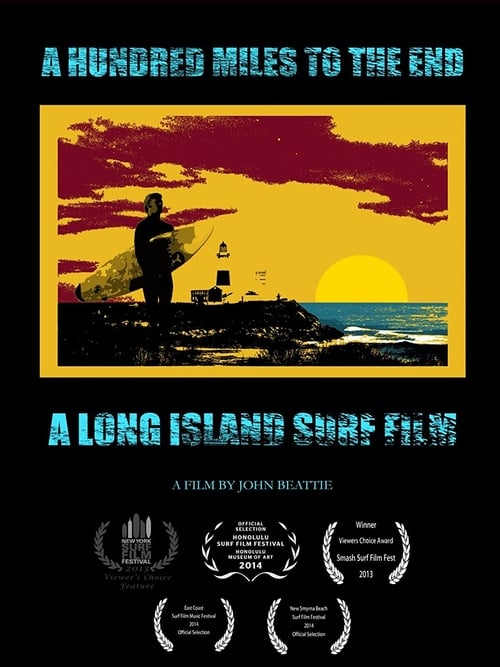 A HUNDRED MILES TO THE END
A LONG ISLAND SURF FILM
A FILM BY JOHN BEATTIE
NEW YORK
SURF
FILM
FESTIVAL
2013
Viewer's Choice
Feature
OFFICIAL
SELECTION
HONOLULU
SURF FILM FESTIVAL
HONOLULU
MUSEUM OF ART
2014
Winner
Viewers Choice Award
Smash Surf Film Fest
2013
East Coast
Surf Film Music Festival
2014
Official Selection
New Smyrna Beach
Surf Film Festival
2014
Official Selection